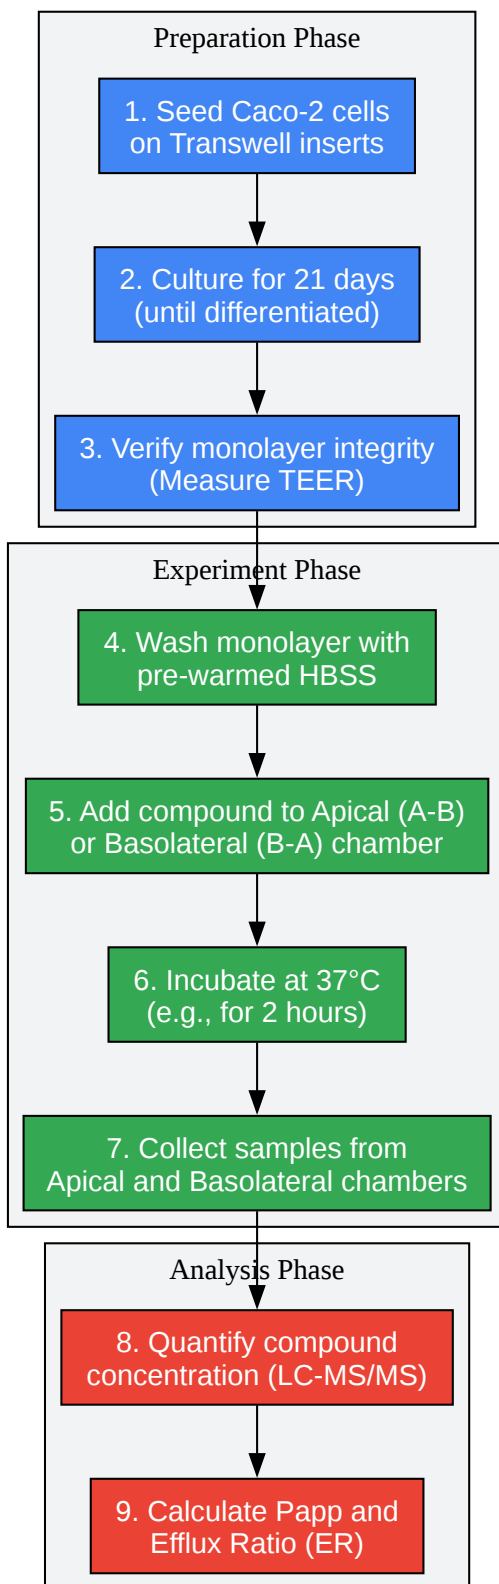 Preparation Phase
1. Seed Caco-2 cells
on Transwell inserts
2. Culture for 21 days
(until differentiated)
3. Verify monolayer integrity
(Measure TEER)
Experiment Phase
4. Wash monolayer with
pre-warmed HBSS
5. Add compound to Apical (A-B)
or Basolateral (B-A) chamber
6. Incubate at 37°C
(e.g., for 2 hours)
7. Collect samples from
Apical and Basolateral chambers
Analysis Phase
8. Quantify compound
concentration (LC-MS/MS)
9. Calculate Papp and
Efflux Ratio (ER)